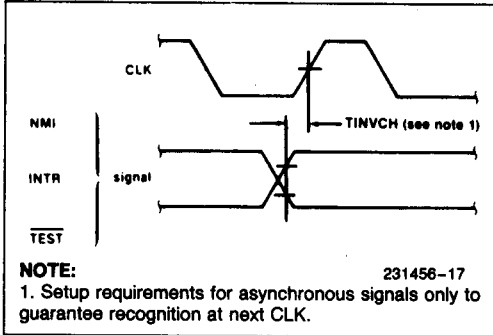 CLK
NMI
TINVCH (see note 1)
INTR
signal
TEST
NOTE:
231456-17
1. Setup requirements for asynchronous signals only to
guarantee recognition at next CLK.